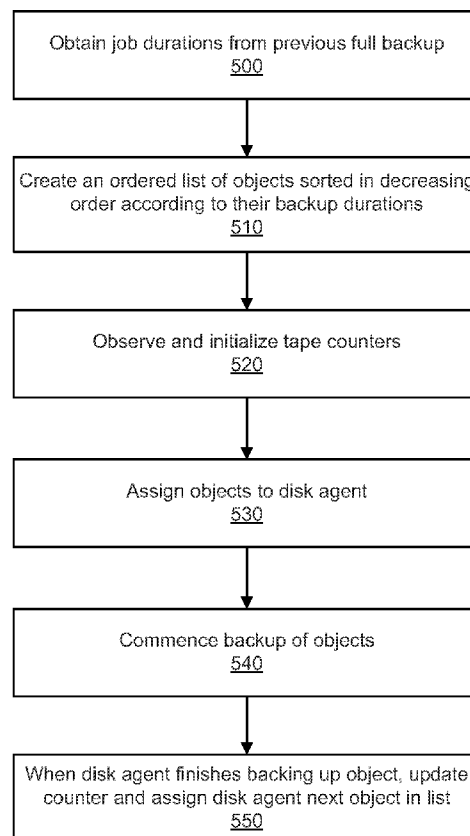 Obtain job durations from previous full backup
500
Create an ordered list of objects sorted in decreasing
order according to their backup durations
510
Observe and initialize tape counters
520
Assign objects to disk agent
530
Commence backup of objects
540
When disk agent finishes backing up object, update
counter and assign disk agent next object in list
550